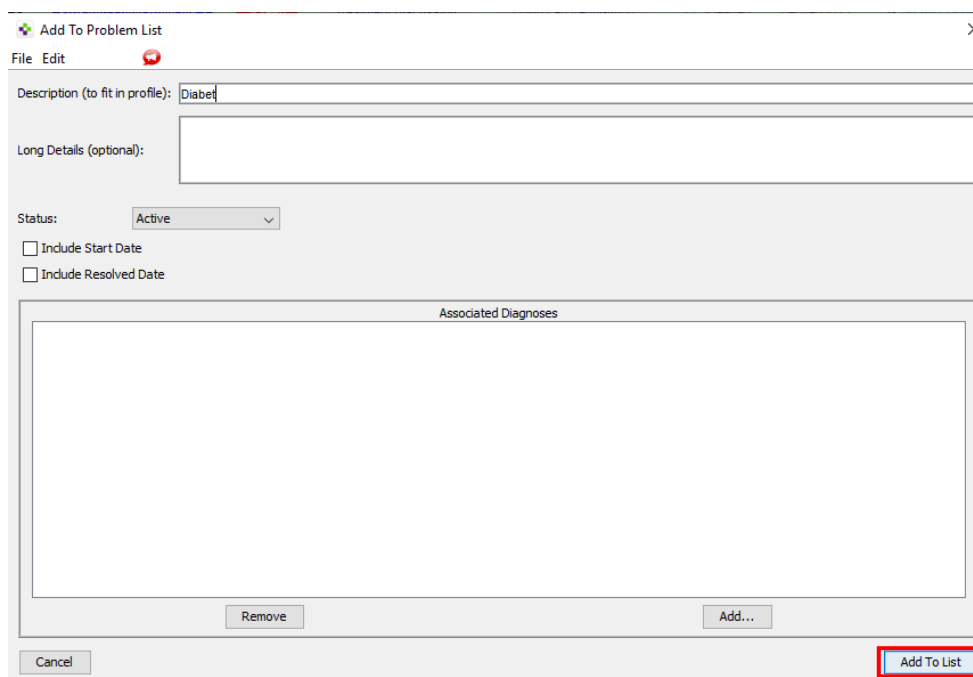 Add To Problem List
File Edit
Description (to fit in profile): Diabet
Long Details (optional):
Status: Active
Include Start Date
Include Resolved Date
Associated Diagnoses
Remove Add...
Cancel Add To List